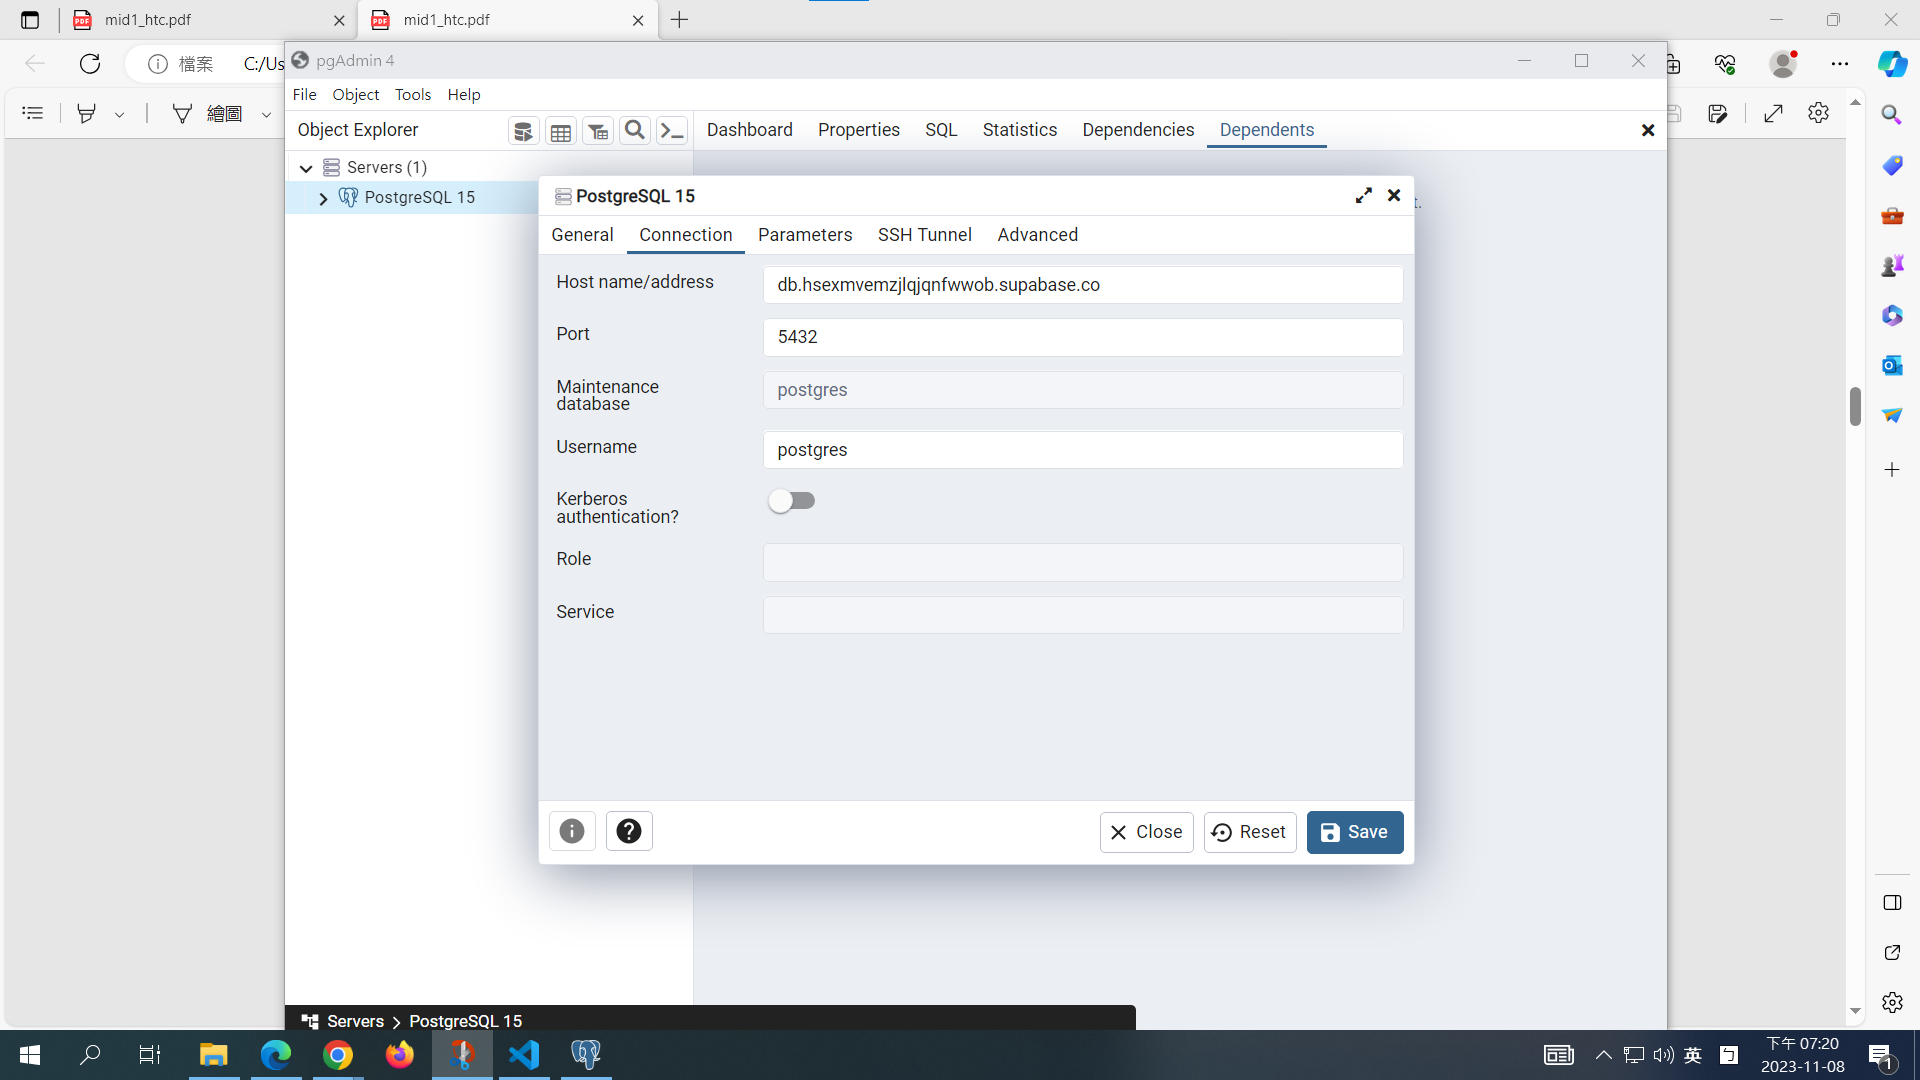 mid1_htc.pdf
mid1_htc.pdf
檔案
C:/Us
pgAdmin 4
File Object Tools Help
繪圖
Object Explorer
Dashboard Properties SQL Statistics Dependencies Dependents
Servers (1)
PostgreSQL 15
PostgreSQL 15
t.
General Connection Parameters SSH Tunnel Advanced
Host name/address
db.hsexmvemzjlqjqnfwwob.supabase.co
Port
5432
Maintenance
database
postgres
Username
postgres
Kerberos
authentication?
Role
Service
Close Reset Save
Servers > PostgreSQL 15
英
下午 07:20
2023-11-08
1